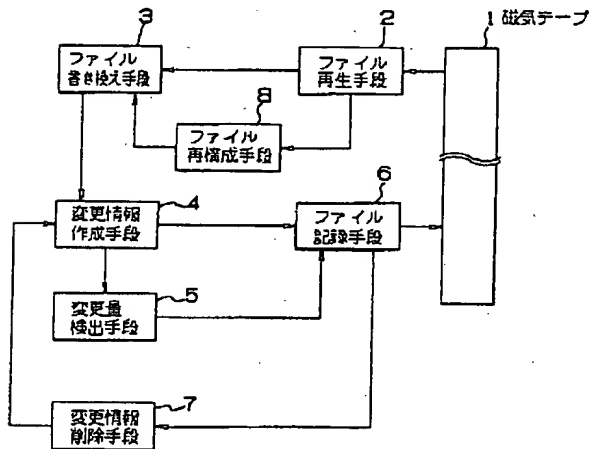 1 磁気テープ
2
ファイル
再生手段
3
ファイル
書き換え手段
8
ファイル
再構成手段
4
変更情報
作成手段
6
ファイル
記録手段
5
変更量
検出手段
7
変更情報
削除手段